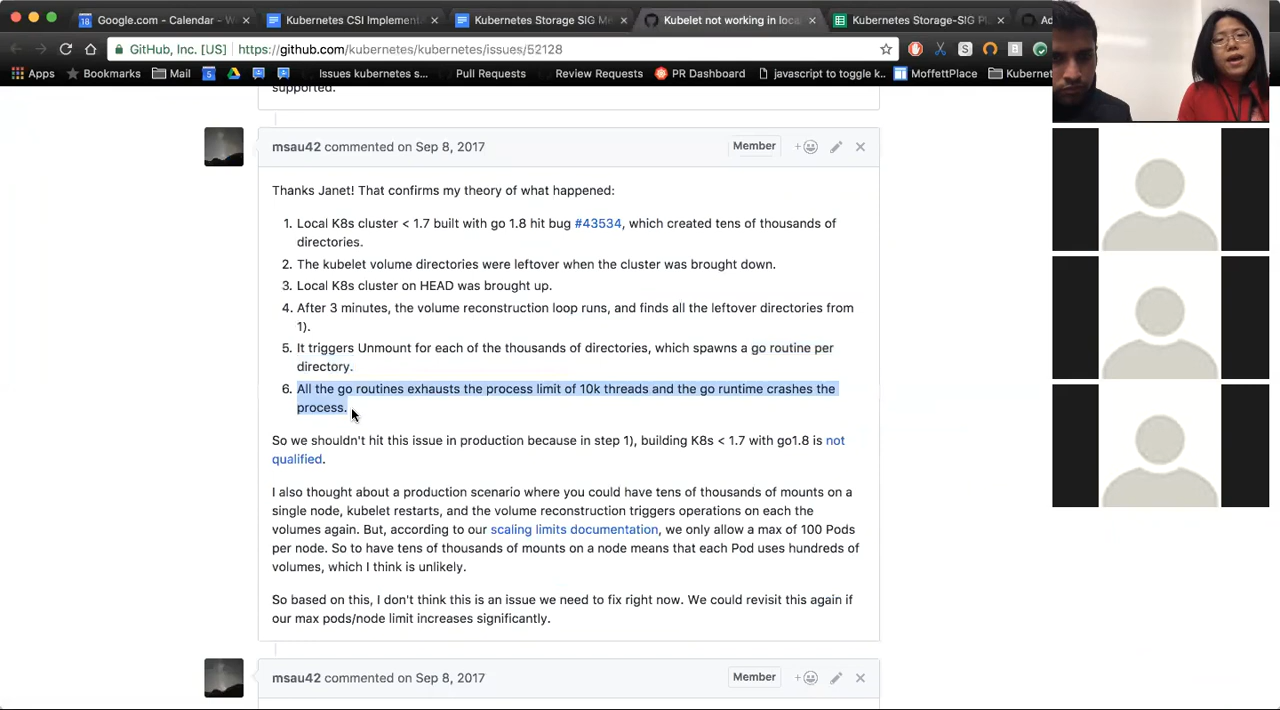 Google.com - Calendar - W
Kubernetes CSI Implement
Kubernetes Storage SIG Me
Kubelet not working in loca
Kubernetes Storage-SIG Pl
Ad
GitHub, Inc. [US]
https://github.com/kubernetes/kubernetes/issues/52128
Apps
Bookmarks
Mail
Issues kubernetes s...
Pull Requests
Review Requests
PR Dashboard
javascript to toggle k..
MoffettPlace
Kubern
supported.
msau42 commented on Sep 8, 2017
Member
Thanks Janet! That confirms my theory of what happened:
1. Local K8s cluster < 1.7 built with go 1.8 hit bug #43534, which created tens of thousands of
directories.
2. The kubelet volume directories were leftover when the cluster was brought down.
3. Local K8s cluster on HEAD was brought up.
4. After 3 minutes, the volume reconstruction loop runs, and finds all the leftover directories from
1).
5. It triggers Unmount for each of the thousands of directories, which spawns a go routine per
directory.
6. All the go routines exhausts the process limit of 10k threads and the go runtime crashes the
process.
So we shouldn't hit this issue in production because in step 1), building K8s < 1.7 with go1.8 is not
qualified.
I also thought about a production scenario where you could have tens of thousands of mounts on a
single node, kubelet restarts, and the volume reconstruction triggers operations on each the
volumes again. But, according to our scaling limits documentation, we only allow a max of 100 Pods
per node. So to have tens of thousands of mounts on a node means that each Pod uses hundreds of
volumes, which I think is unlikely.
So based on this, I don't think this is an issue we need to fix right now. We could revisit this again if
our max pods/node limit increases significantly.
msau42 commented on Sep 8, 2017
Member